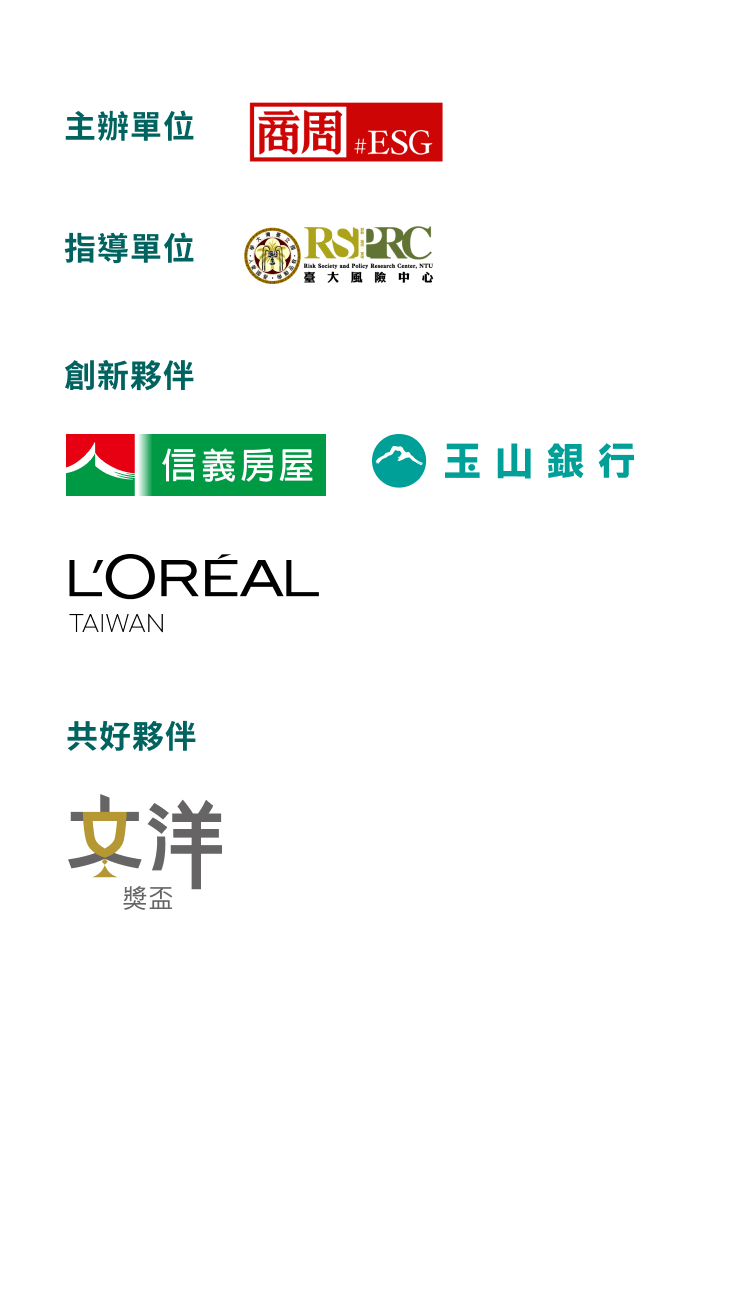 主辦單位
商周 #ESG
指導單位
RSPRC
Risk Society and Policy Research Center, NTU
臺大風險中心
創新夥伴
信義房屋
玉山銀行
L'ORÉAL
TAIWAN
共好夥伴
文洋
獎盃